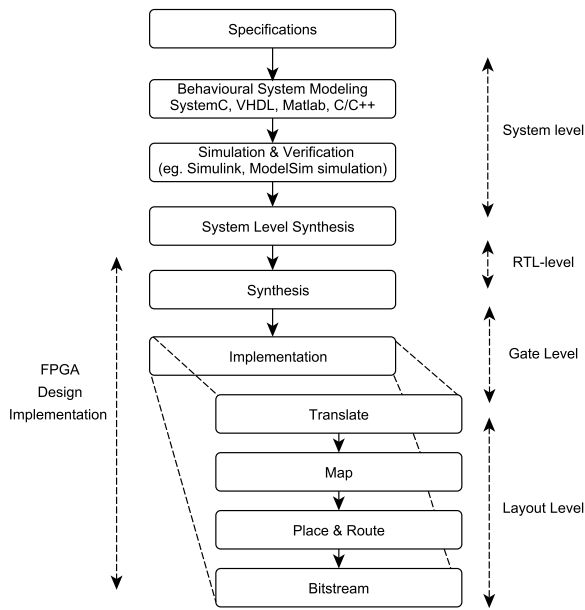 Specifications
Behavioural System Modeling
SystemC, VHDL, Matlab, C/C++
System level
Simulation & Verification
(eg. Simulink, ModelSim simulation)
System Level Synthesis
RTL-level
Synthesis
Implementation
Gate Level
FPGA
Design
Implementation
Translate
Map
Place & Route
Layout Level
Bitstream